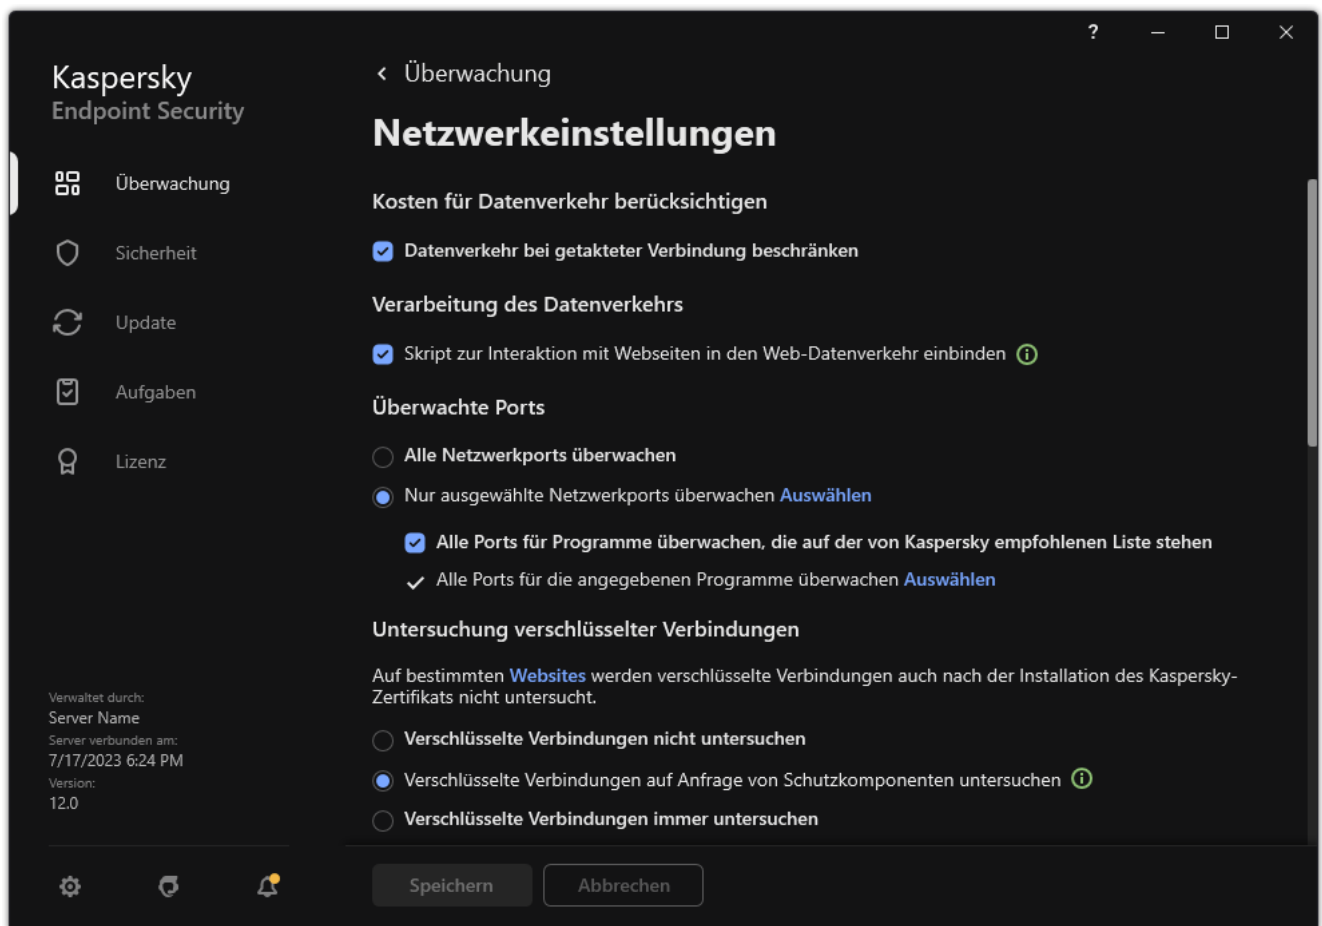 ?
Kaspersky
Endpoint Security
Überwachung
Sicherheit
Update
Aufgaben
Lizenz
Verwaltet durch:
Server Name
Server verbunden am:
7/17/2023 6:24 PM
Version:
12.0
Überwachung
Netzwerkeinstellungen
Kosten für Datenverkehr berücksichtigen
Datenverkehr bei getakteter Verbindung beschränken
Verarbeitung des Datenverkehrs
Skript zur Interaktion mit Webseiten in den Web-Datenverkehr einbinden
Überwachte Ports
Alle Netzwerkports überwachen
Nur ausgewählte Netzwerkports überwachen Auswählen
Alle Ports für Programme überwachen, die auf der von Kaspersky empfohlenen Liste stehen
Alle Ports für die angegebenen Programme überwachen Auswählen
Untersuchung verschlüsselter Verbindungen
Auf bestimmten Websites werden verschlüsselte Verbindungen auch nach der Installation des Kaspersky-
Zertifikats nicht untersucht.
Verschlüsselte Verbindungen nicht untersuchen
Verschlüsselte Verbindungen auf Anfrage von Schutzkomponenten untersuchen
Verschlüsselte Verbindungen immer untersuchen
Speichern
Abbrechen